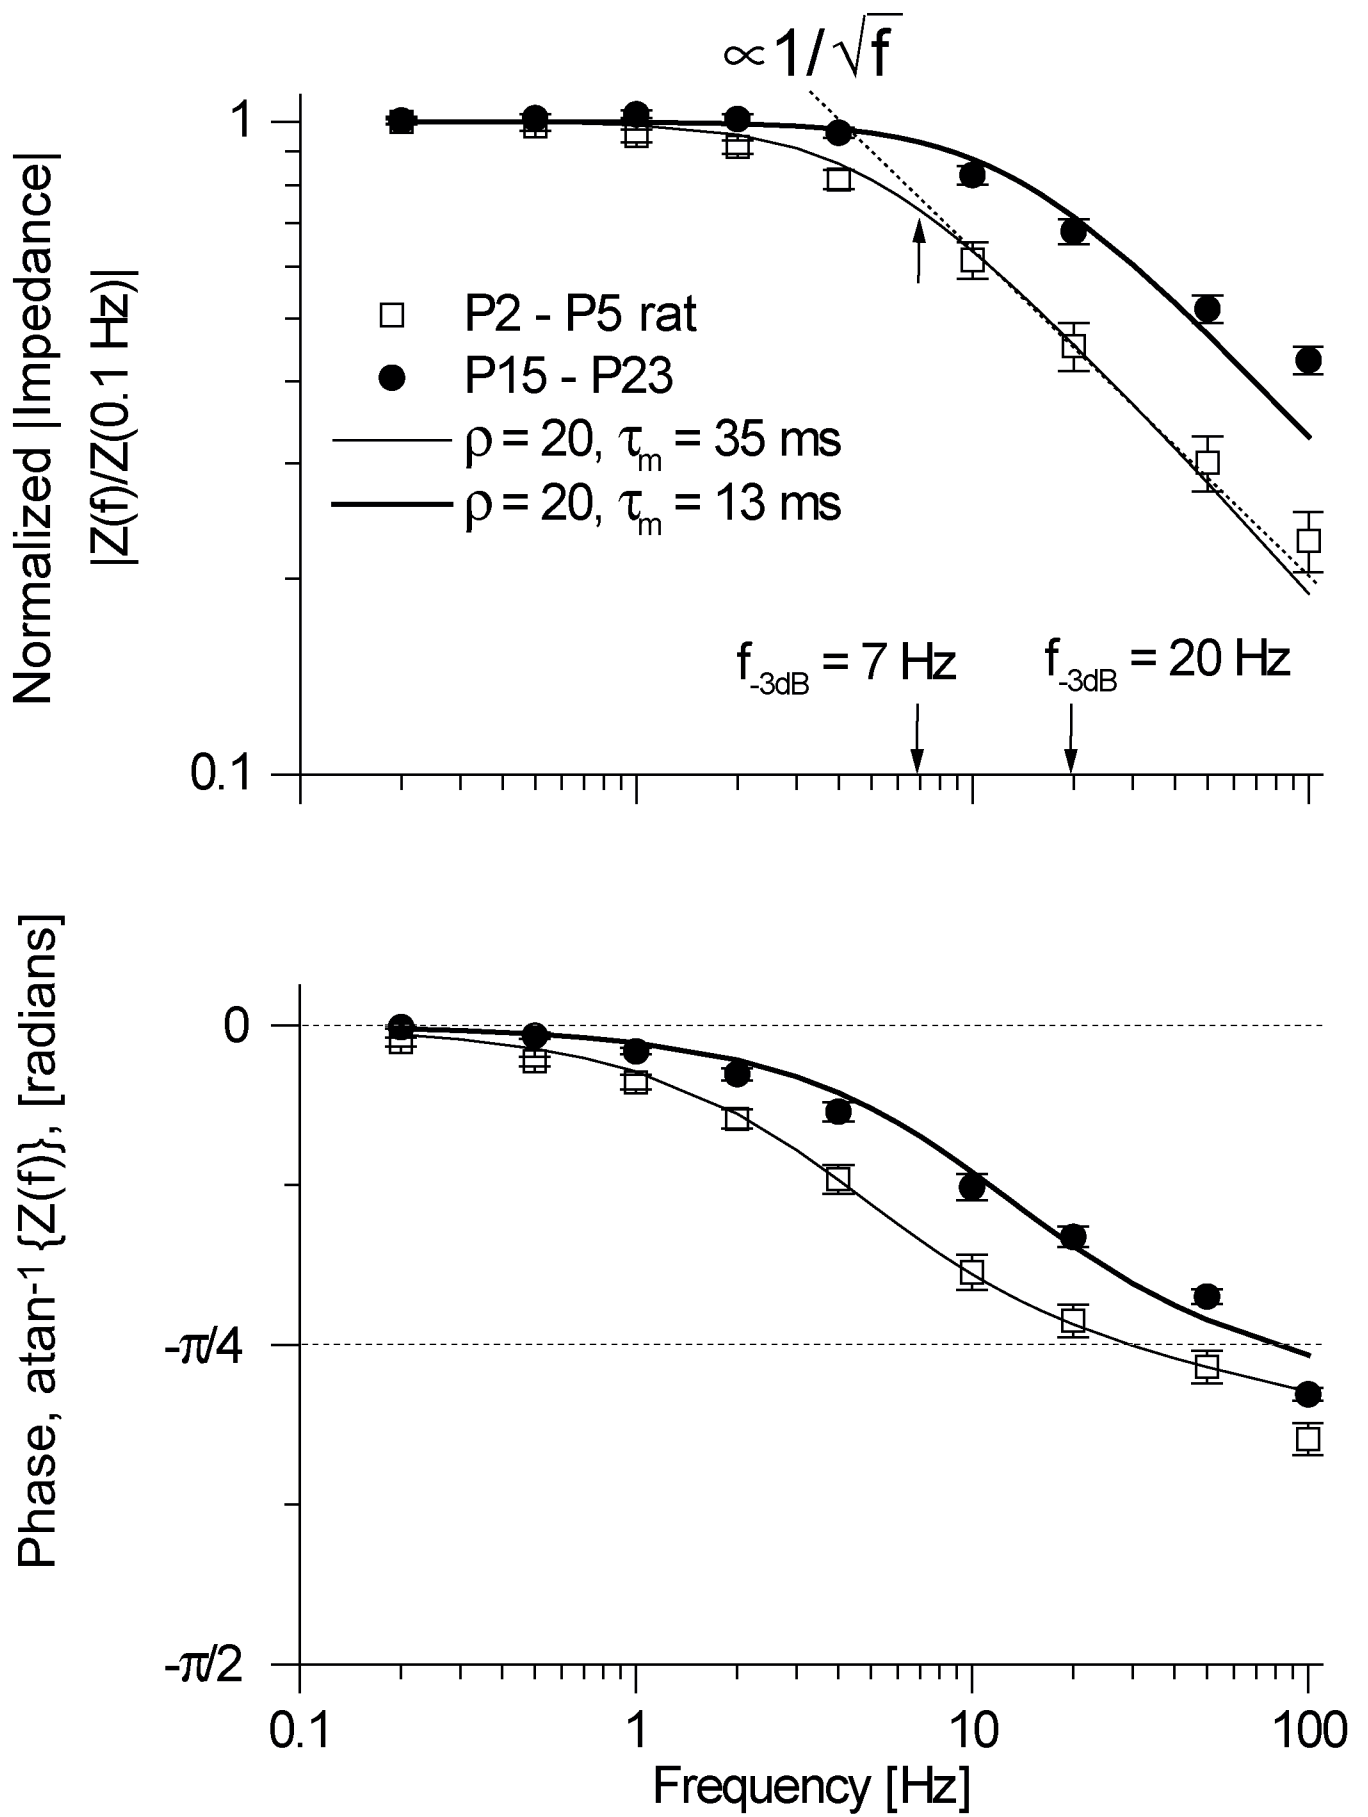 ∝1/√f
1
P2 - P5 rat
P15 - P23
ρ = 20, τm = 35 ms
ρ = 20, τm = 13 ms
f-3dB = 7 Hz
f-3dB = 20 Hz
0.1
Normalized |Impedance|
|Z(f)/Z(0.1 Hz)|
0
-π/4
-π/2
Phase, atan-1 {Z(f)}, [radians]
0.1
1
10
100
Frequency [Hz]